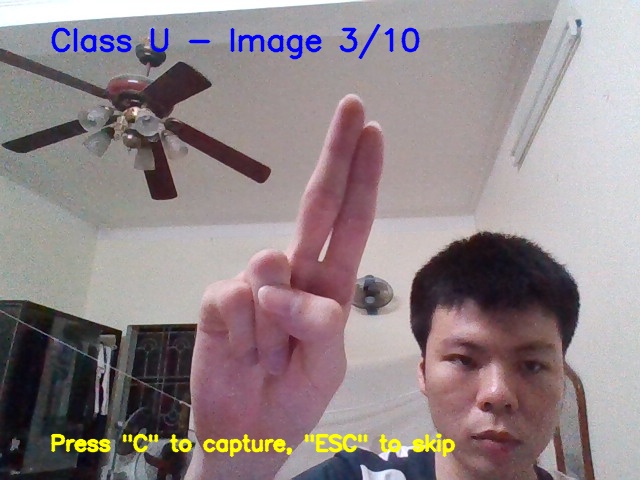 Class U - Image 3/10
Press "C" to capture, "ESC" to skip